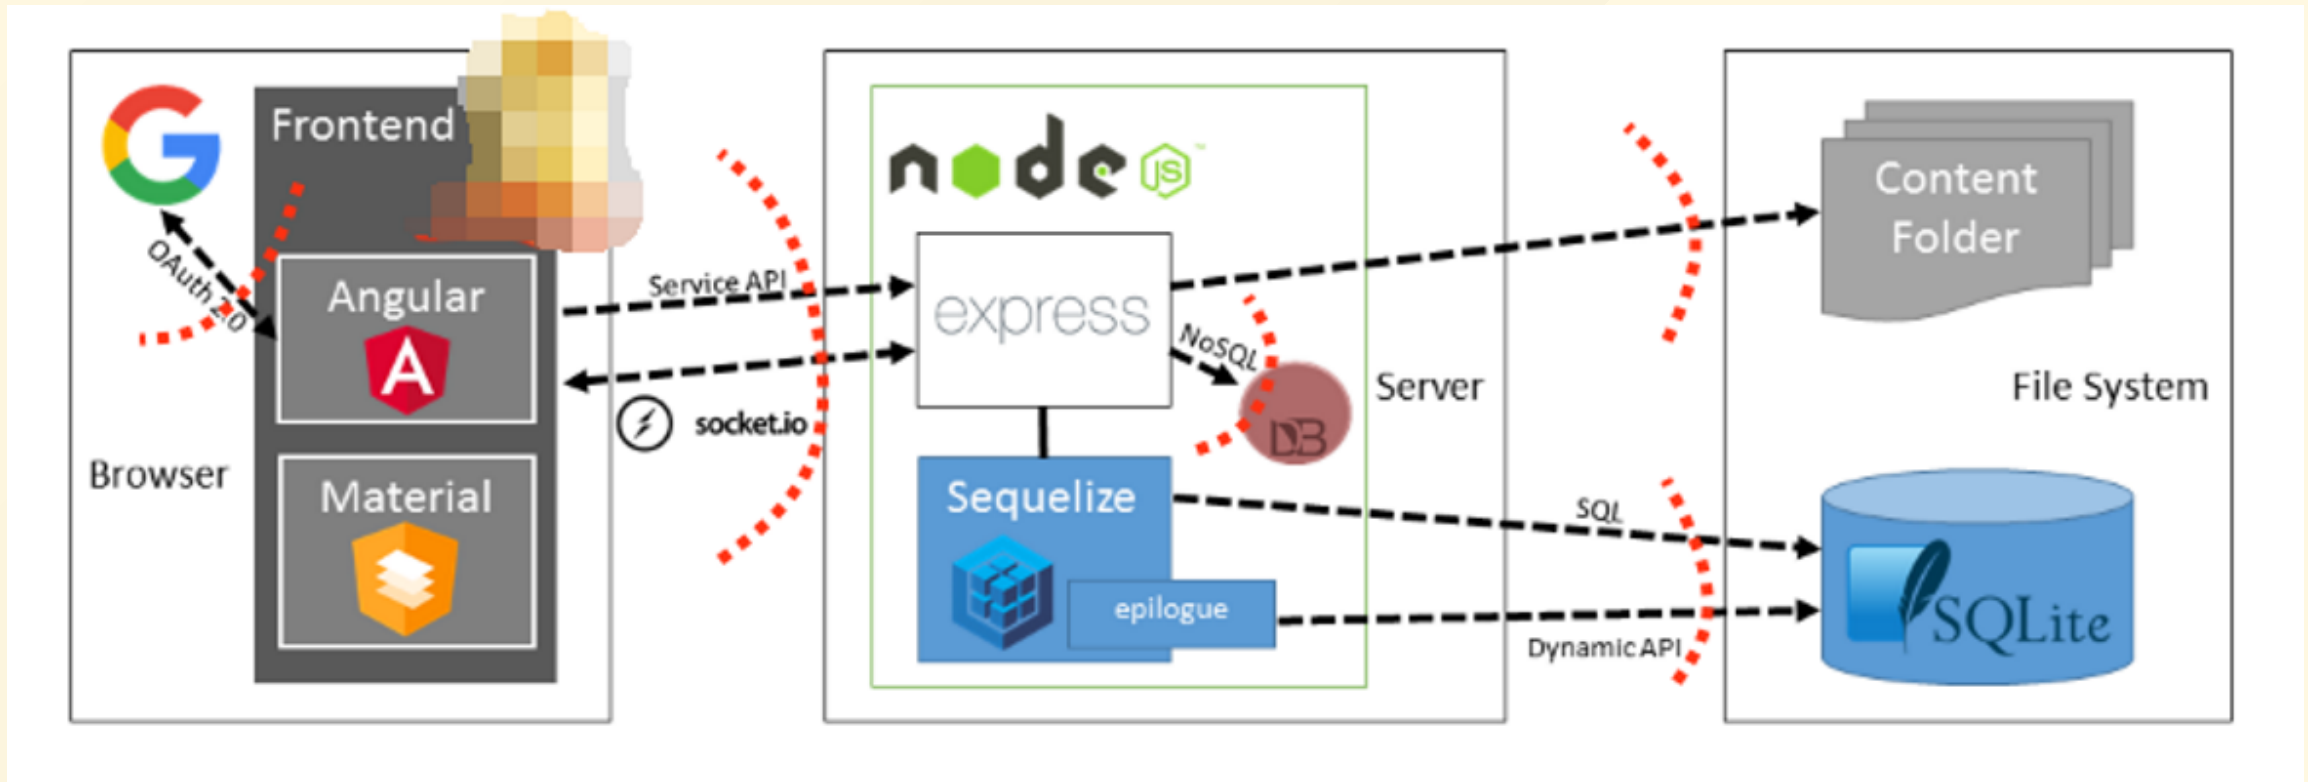 Frontend
OAuth 2.0
Angular
A
Browser
Material
Service API
socket.io
node
JS
express
NoSQL
DB
Server
Sequelize
epilogue
SQL
Dynamic API
Content
Folder
File System
SQLite